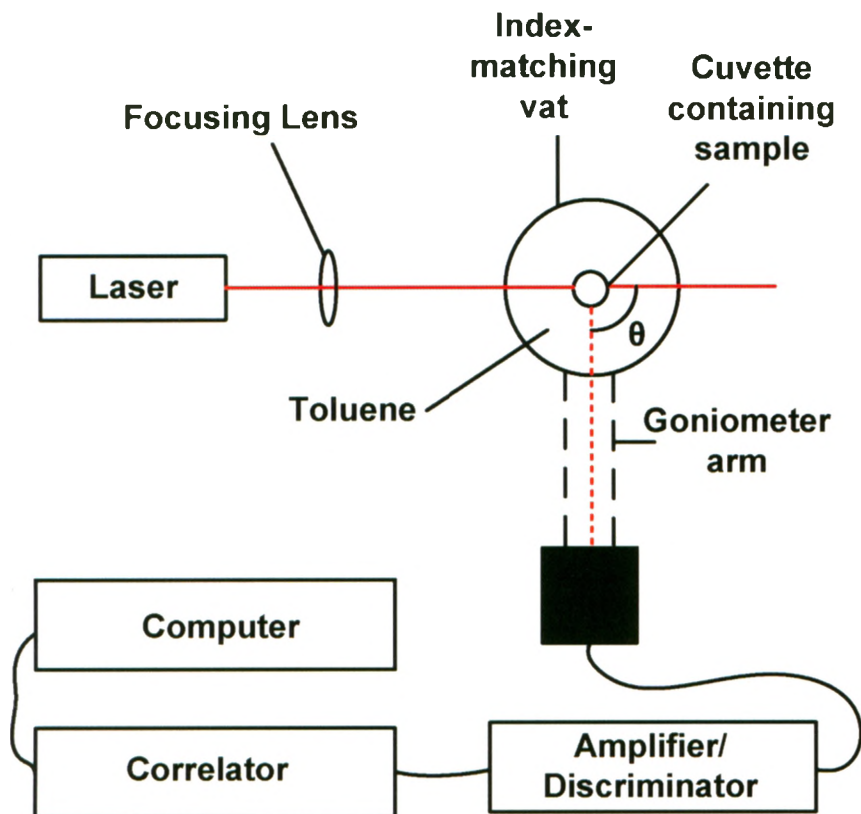 Index-
matching
vat
Cuvette
containing
sample
Focusing Lens
Laser
θ
Toluene
Goniometer
arm
Computer
Correlator
Amplifier/
Discriminator